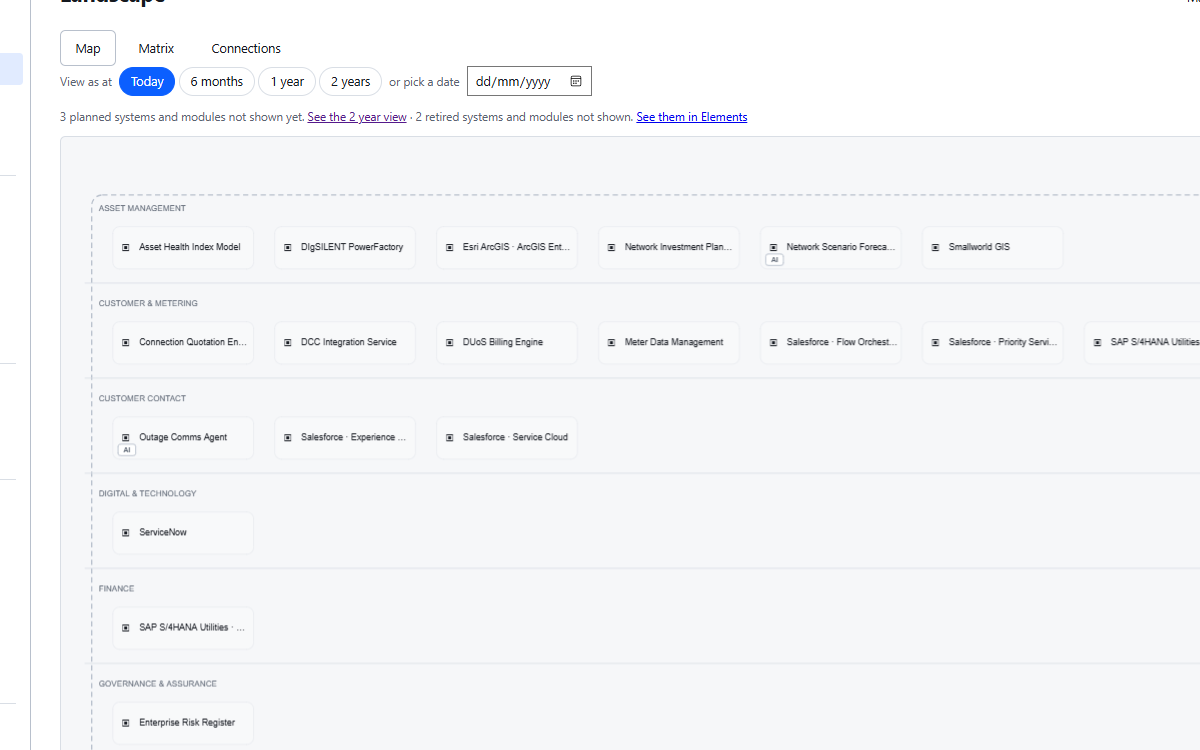 Landscape
Map Matrix Connections
View as at Today 6 months 1 year 2 years or pick a date dd/mm/yyyy
3 planned systems and modules not shown yet. See the 2 year view · 2 retired systems and modules not shown. See them in Elements
ASSET MANAGEMENT
Asset Health Index Model DIgSILENT PowerFactory Esri ArcGIS · ArcGIS Ent... Network Investment Plan... Network Scenario Foreca... Smallworld GIS
AI
CUSTOMER & METERING
Connection Quotation En... DCC Integration Service DUoS Billing Engine Meter Data Management Salesforce · Flow Orchest... Salesforce · Priority Servi... SAP S/4HANA Utilities
CUSTOMER CONTACT
Outage Comms Agent Salesforce · Experience ... Salesforce · Service Cloud
AI
DIGITAL & TECHNOLOGY
ServiceNow
FINANCE
SAP S/4HANA Utilities · ...
GOVERNANCE & ASSURANCE
Enterprise Risk Register